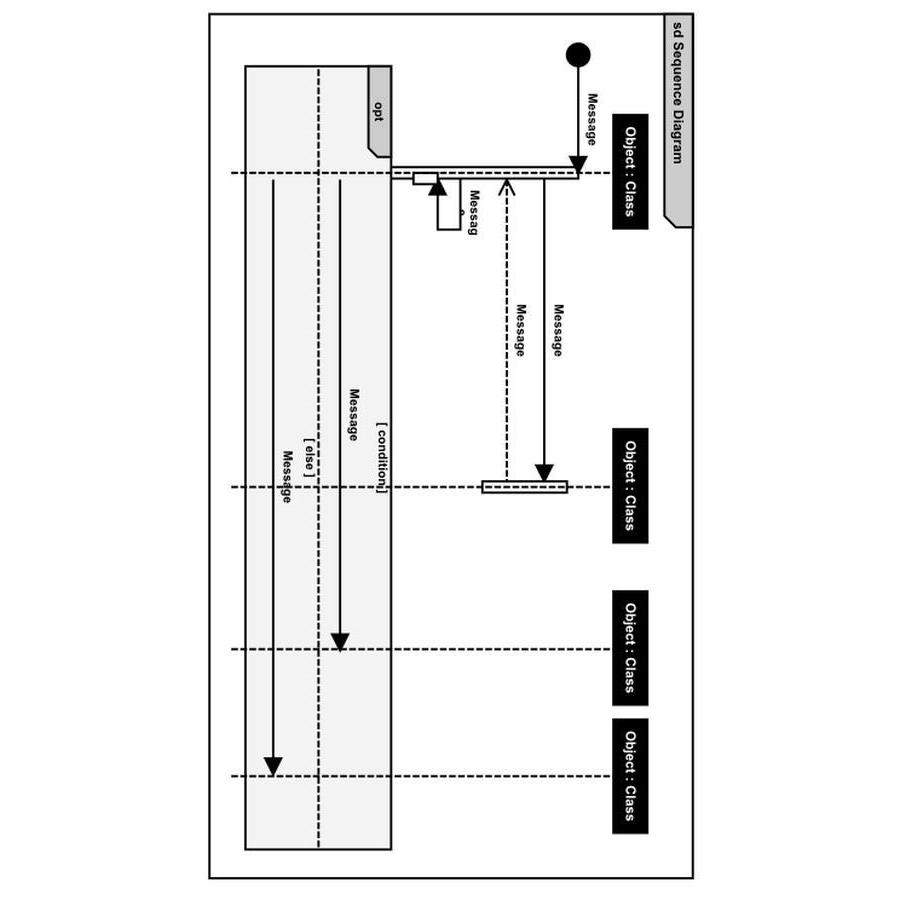 sd Sequence Diagram
Object : Class
Object : Class
Object : Class
Object : Class
Message
Message
Message
Messag
e
opt
[ condition ]
Message
[ else ]
Message